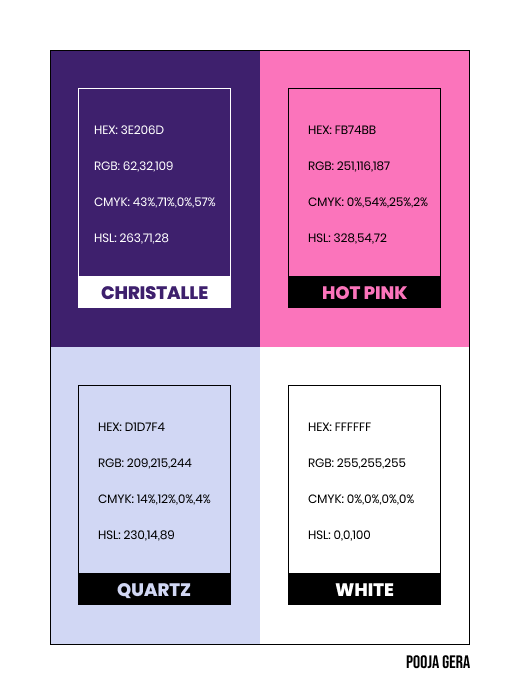 HEX: 3E206D
RGB: 62,32,109
CMYK: 43%,71%,0%,57%
HSL: 263,71,28
CHRISTALLE
HEX: FB74BB
RGB: 251,116,187
CMYK: 0%,54%,25%,2%
HSL: 328,54,72
HOT PINK
HEX: D1D7F4
RGB: 209,215,244
CMYK: 14%,12%,0%,4%
HSL: 230,14,89
QUARTZ
HEX: FFFFFF
RGB: 255,255,255
CMYK: 0%,0%,0%,0%
HSL: 0,0,100
WHITE
POOJA GERA